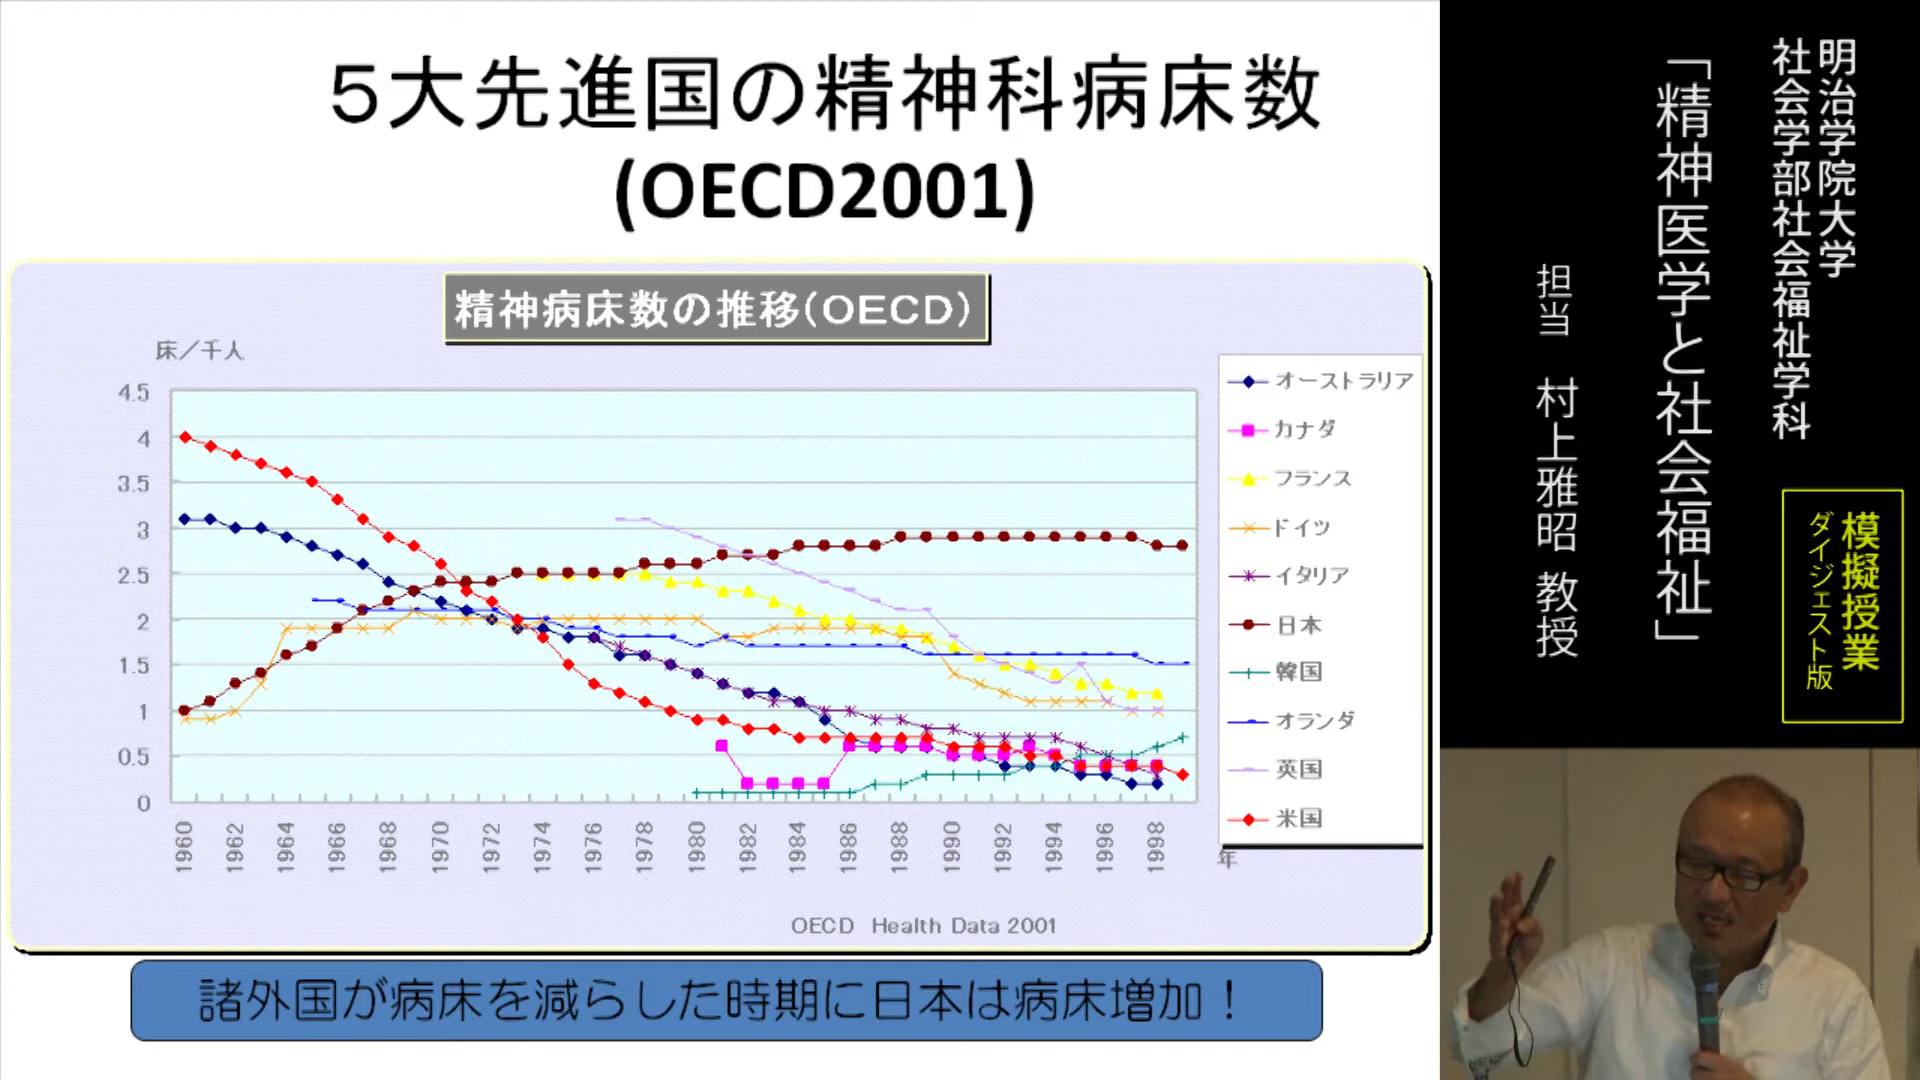 5大先進国の精神科病床数
(OECD2001)
精神病床数の推移(OECD)
床／千人
4.5
4
3.5
3
2.5
2
1.5
1
0.5
0
1960
1962
1964
1966
1968
1970
1972
1974
1976
1978
1980
1982
1984
1986
1988
1990
1992
1994
1996
1998
年
オーストラリア
カナダ
フランス
ドイツ
イタリア
日本
韓国
オランダ
英国
米国
OECD Health Data 2001
諸外国が病床を減らした時期に日本は病床増加！
明治学院大学
社会学部社会福祉学科
「精神医学と社会福祉」
担当 村上雅昭 教授
模擬授業
ダイジェスト版